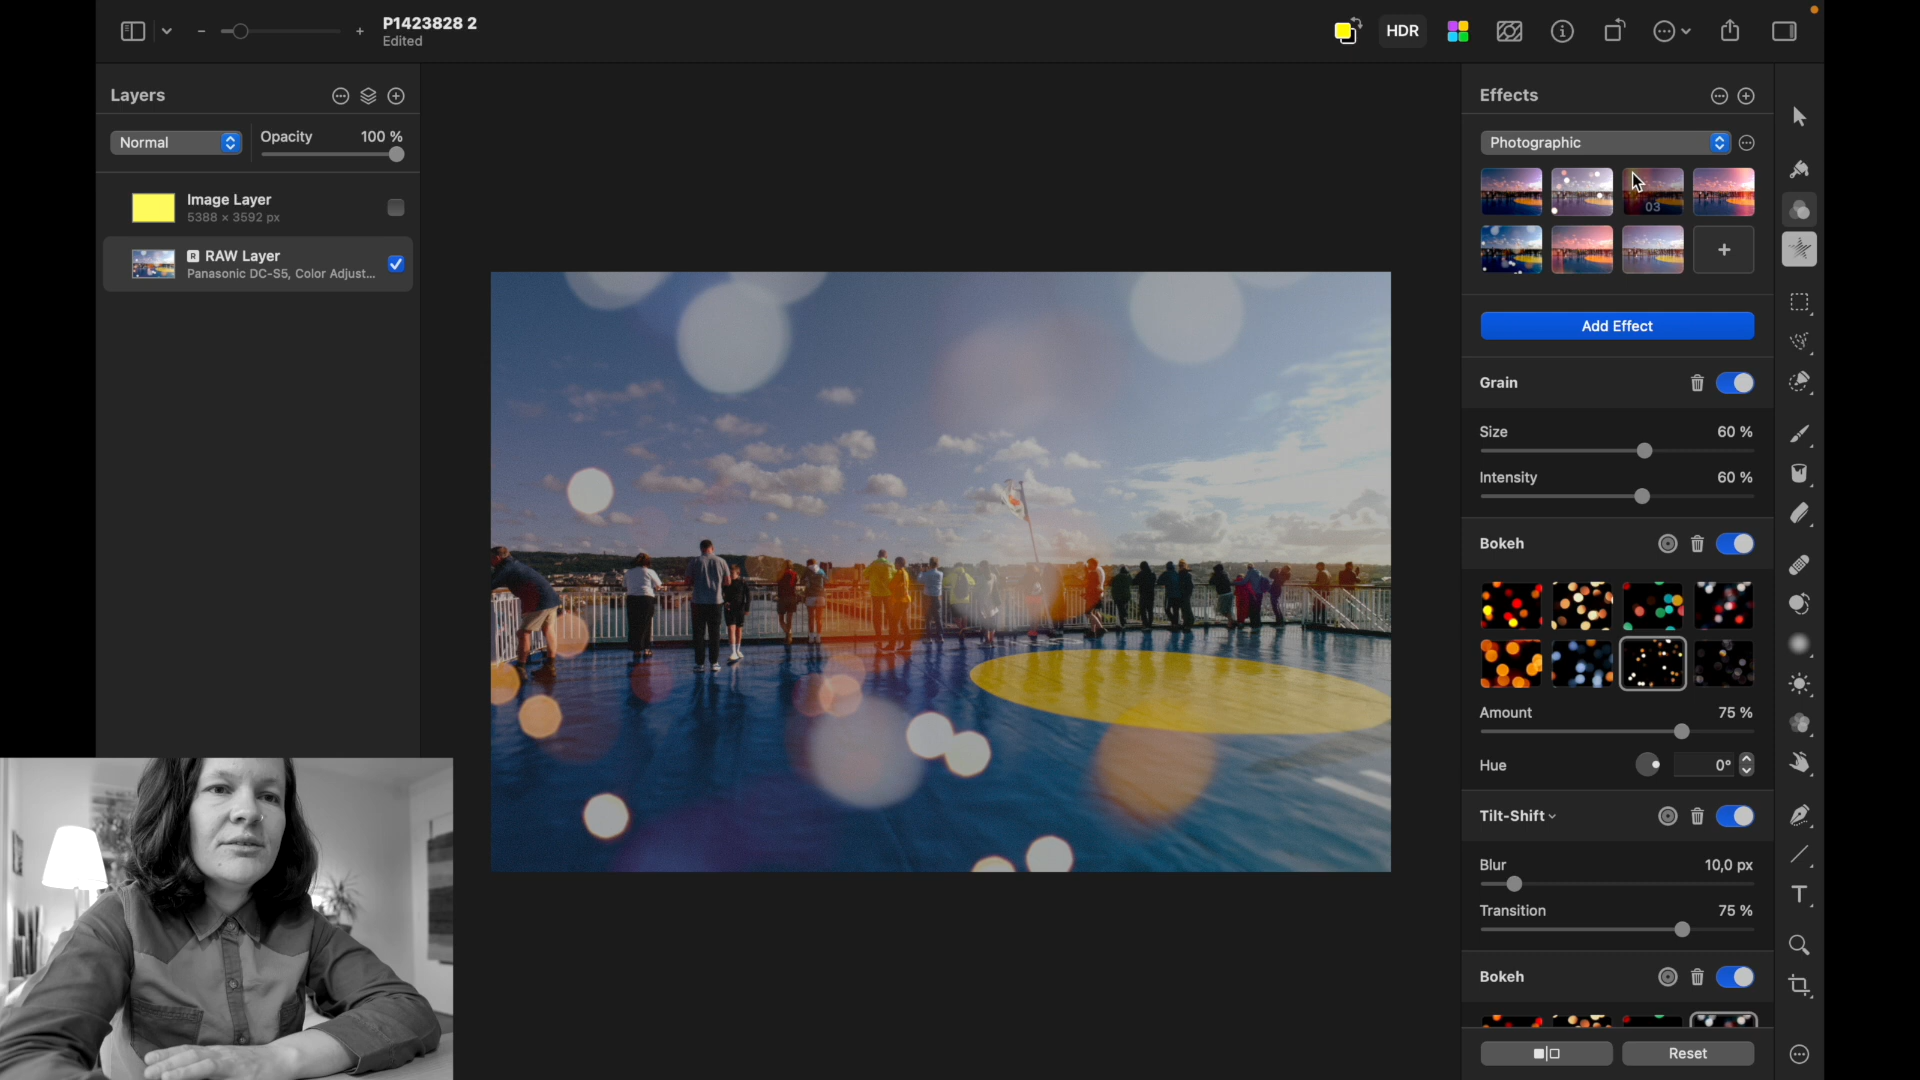 P1423828 2
Edited
HDR
Layers
Normal
Opacity 100 %
Image Layer
5388 × 3592 px
R RAW Layer
Panasonic DC-S5, Color Adjust...
Effects
Photographic
03
Add Effect
Grain
Size 60 %
Intensity 60 %
Bokeh
Amount 75 %
Hue 0°
Tilt-Shift
Blur 10,0 px
Transition 75 %
Bokeh
Reset
T